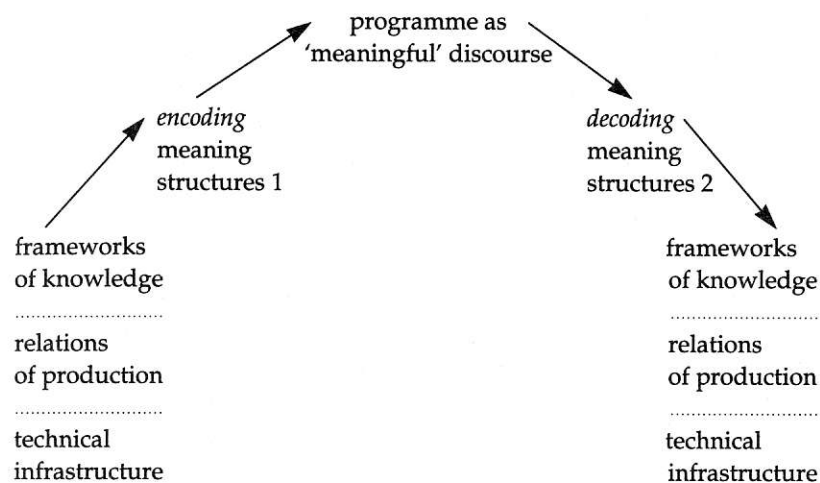 programme as
‘meaningful’ discourse
encoding
meaning
structures 1
decoding
meaning
structures 2
frameworks
of knowledge
relations
of production
technical
infrastructure
frameworks
of knowledge
relations
of production
technical
infrastructure